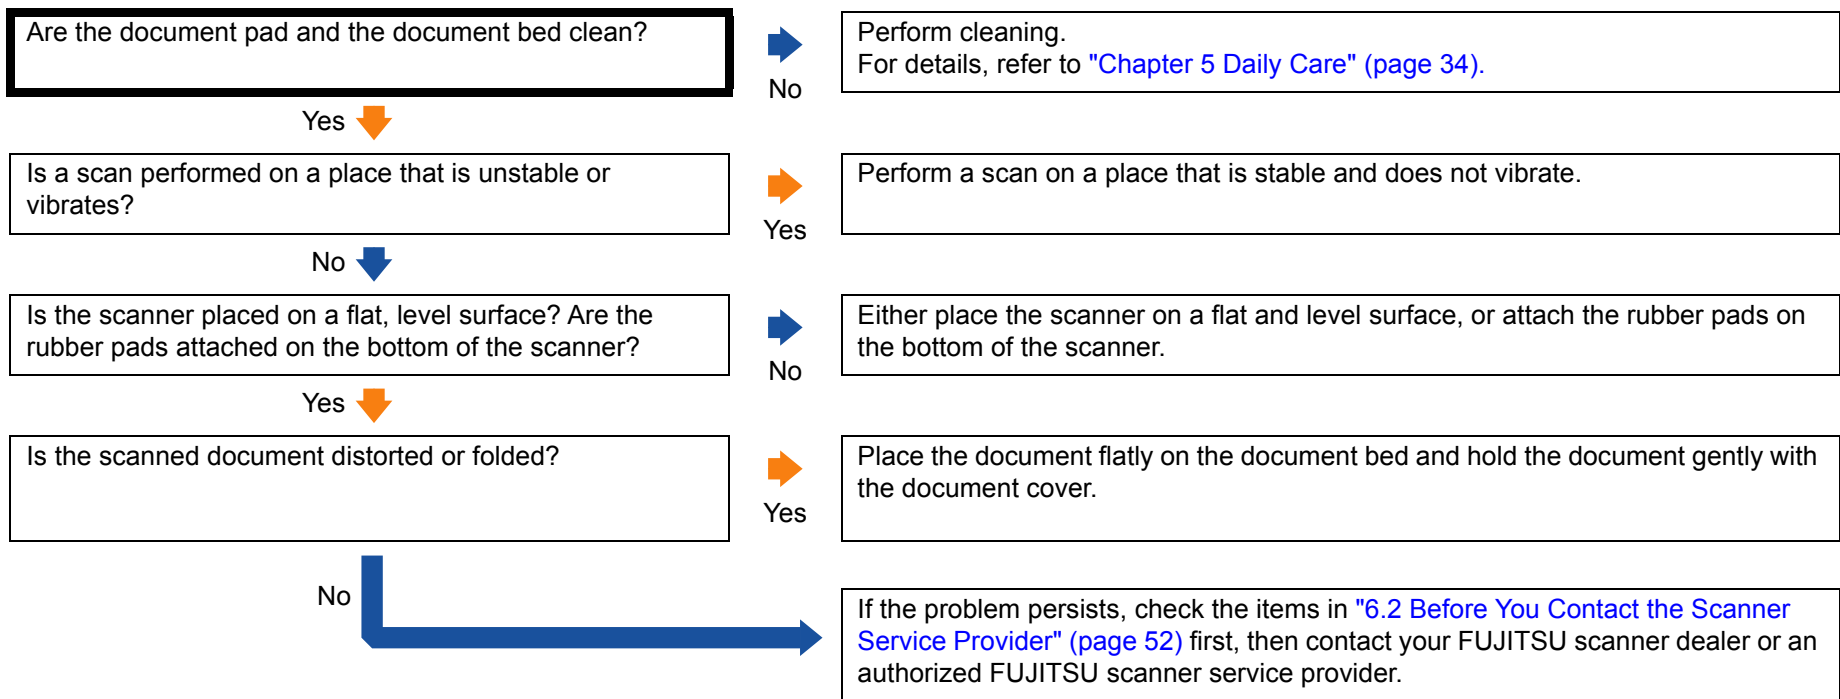 Are the document pad and the document bed clean?
No
Perform cleaning.
For details, refer to "Chapter 5 Daily Care" (page 34).
Yes
Is a scan performed on a place that is unstable or
vibrates?
Yes
Perform a scan on a place that is stable and does not vibrate.
No
Is the scanner placed on a flat, level surface? Are the
rubber pads attached on the bottom of the scanner?
No
Either place the scanner on a flat and level surface, or attach the rubber pads on
the bottom of the scanner.
Yes
Is the scanned document distorted or folded?
Yes
Place the document flatly on the document bed and hold the document gently with
the document cover.
No
If the problem persists, check the items in "6.2 Before You Contact the Scanner
Service Provider" (page 52) first, then contact your FUJITSU scanner dealer or an
authorized FUJITSU scanner service provider.